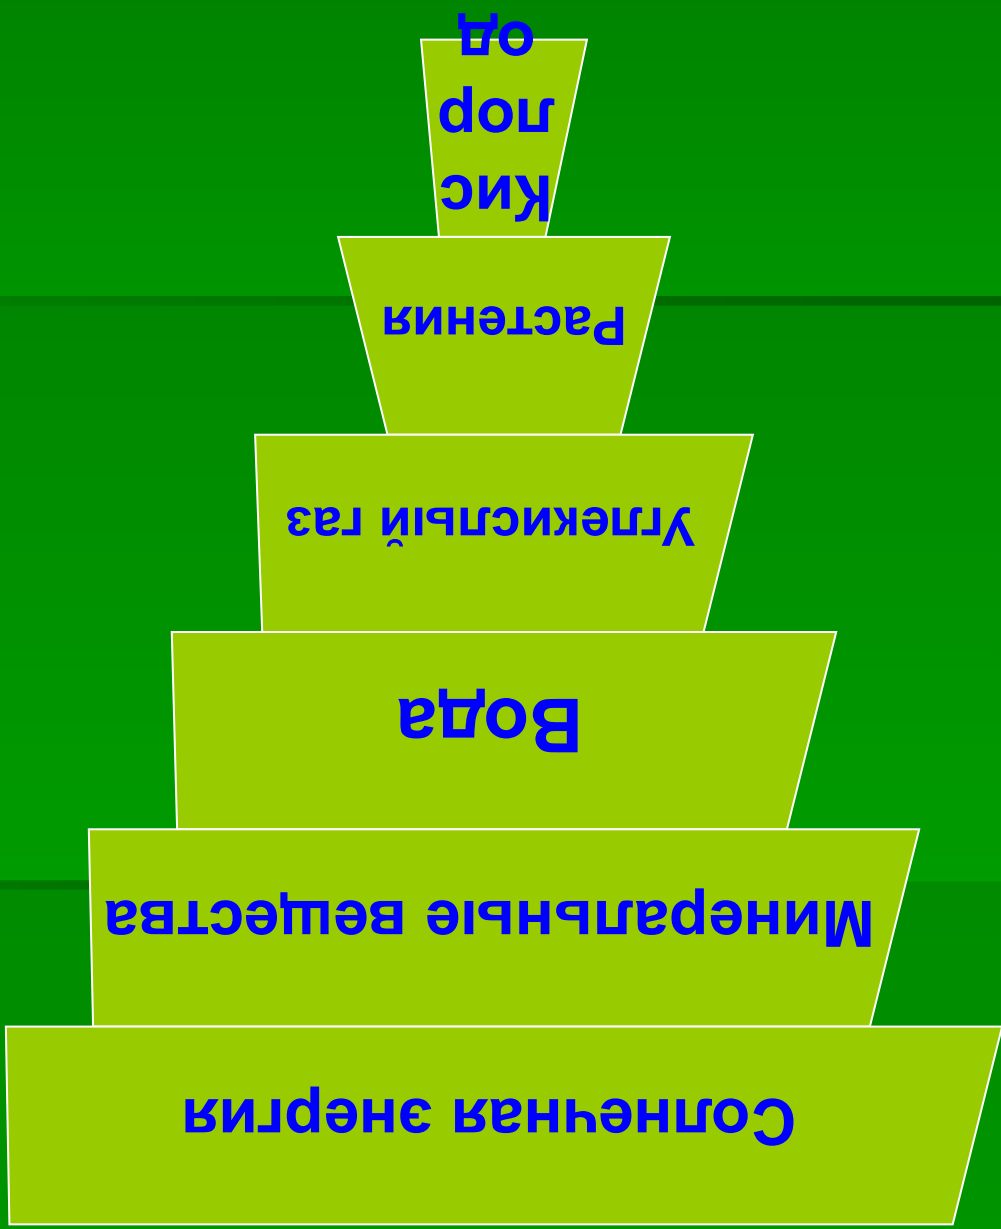 Солнечная энергия
Минеральные вещества
Вода
Углекислый газ
Растения
Кис
лор
од